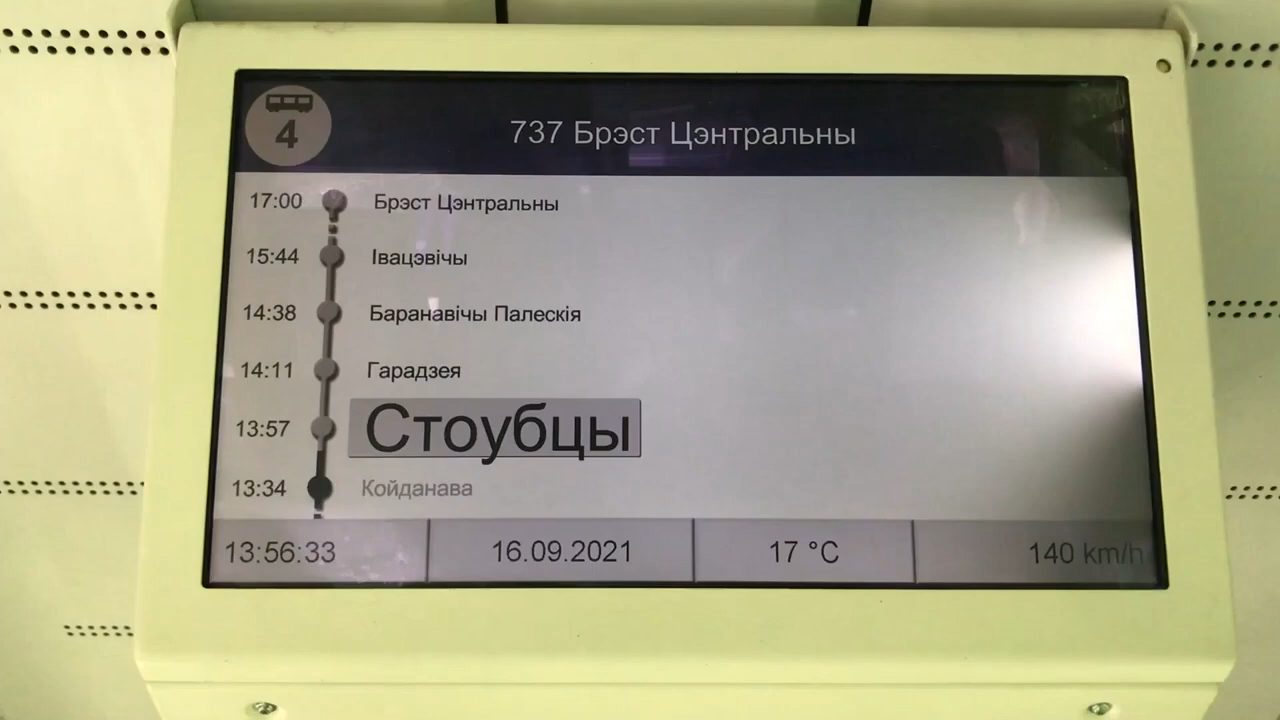 4
737 Брэст Цэнтральны
17:00 Брэст Цэнтральны
15:44 Івацэвічы
14:38 Баранавічы Палескія
14:11 Гарадзея
13:57 Стоубцы
13:34 Койданава
13:56:33 16.09.2021 17 °C 140 km/h